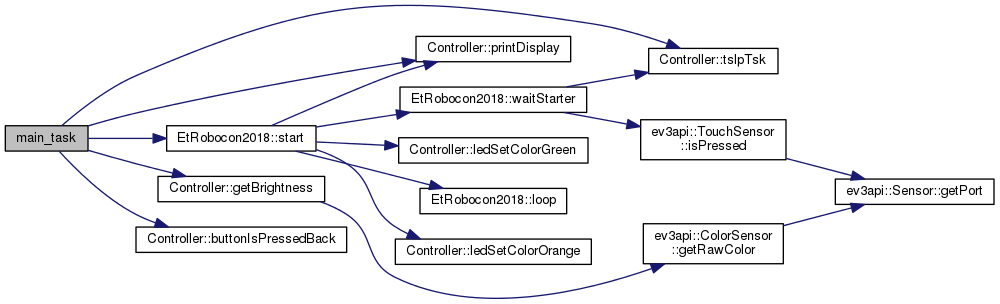 main_task
Controller::printDisplay
Controller::tslpTsk
EtRobocon2018::waitStarter
EtRobocon2018::start
ev3api::TouchSensor
::isPressed
Controller::ledSetColorGreen
Controller::getBrightness
EtRobocon2018::loop
ev3api::Sensor::getPort
Controller::buttonIsPressedBack
Controller::ledSetColorOrange
ev3api::ColorSensor
::getRawColor